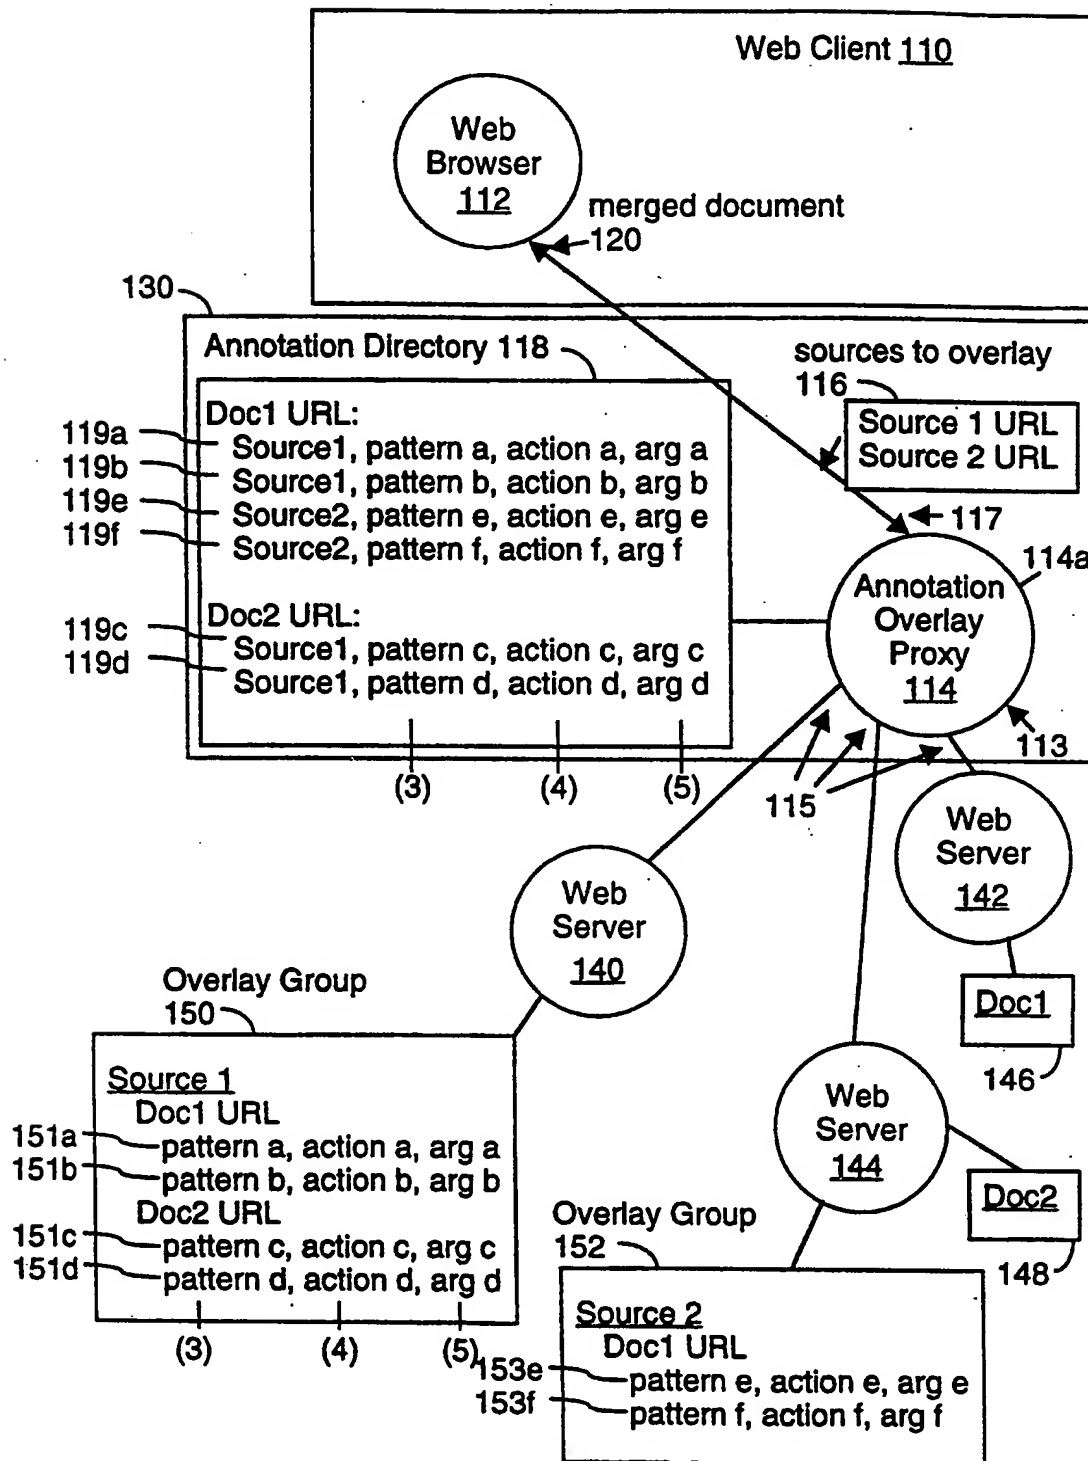 Web Client 110
Web
Browser
112
merged document
120
130
Annotation Directory 118
sources to overlay
116
Source 1 URL
Source 2 URL
Doc1 URL:
119a
Source1, pattern a, action a, arg a
119b
Source1, pattern b, action b, arg b
119e
Source2, pattern e, action e, arg e
119f
Source2, pattern f, action f, arg f
117
114a
Annotation
Overlay
Proxy
114
Doc2 URL:
119c
Source1, pattern c, action c, arg c
119d
Source1, pattern d, action d, arg d
113
(3) (4) (5)
115
Web
Server
142
Web
Server
140
Doc1
146
Overlay Group
150
Source 1
Doc1 URL
151a
pattern a, action a, arg a
151b
pattern b, action b, arg b
Doc2 URL
151c
pattern c, action c, arg c
151d
pattern d, action d, arg d
(3) (4) (5)
Web
Server
144
Doc2
148
Overlay Group
152
Source 2
Doc1 URL
153e
pattern e, action e, arg e
153f
pattern f, action f, arg f